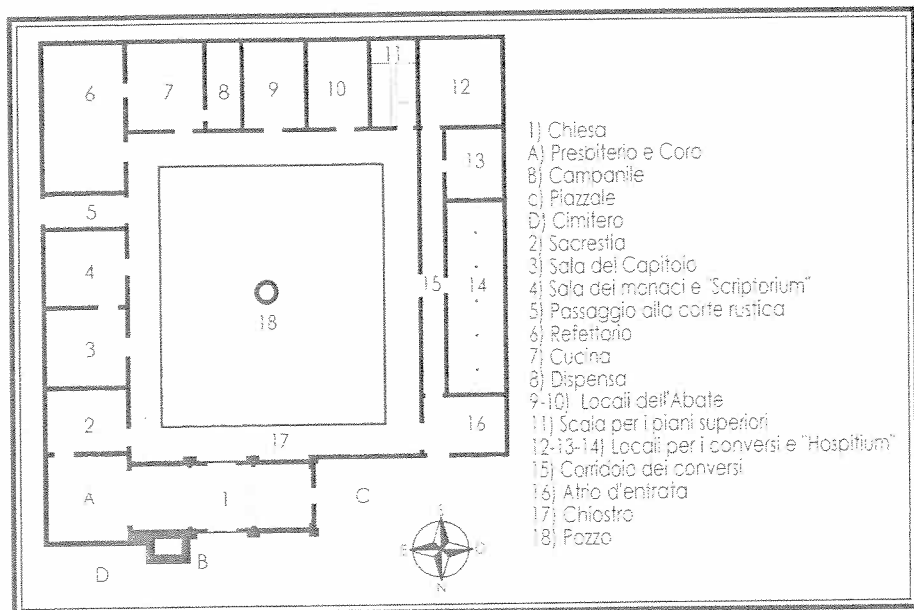 11
6
7
8
9
10
12
13
5
4
15
14
18
3
2
17
16
A
1
C
D
B
S
E
O
N
1) Chiesa
A) Presbiterio e Coro
B) Campanile
c) Piazzale
D) Cimitero
2) Sacrestia
3) Sala del Capitolo
4) Sala dei monaci e "Scriptorium"
5) Passaggio alla corte rustica
6) Refettorio
7) Cucina
8) Dispensa
9-10) Locali dell'Abate
11) Scala per i piani superiori
12-13-14) Locali per i conversi e "Hospitium"
15) Corridoio dei conversi
16) Atrio d'entrata
17) Chiostro
18) Pozzo